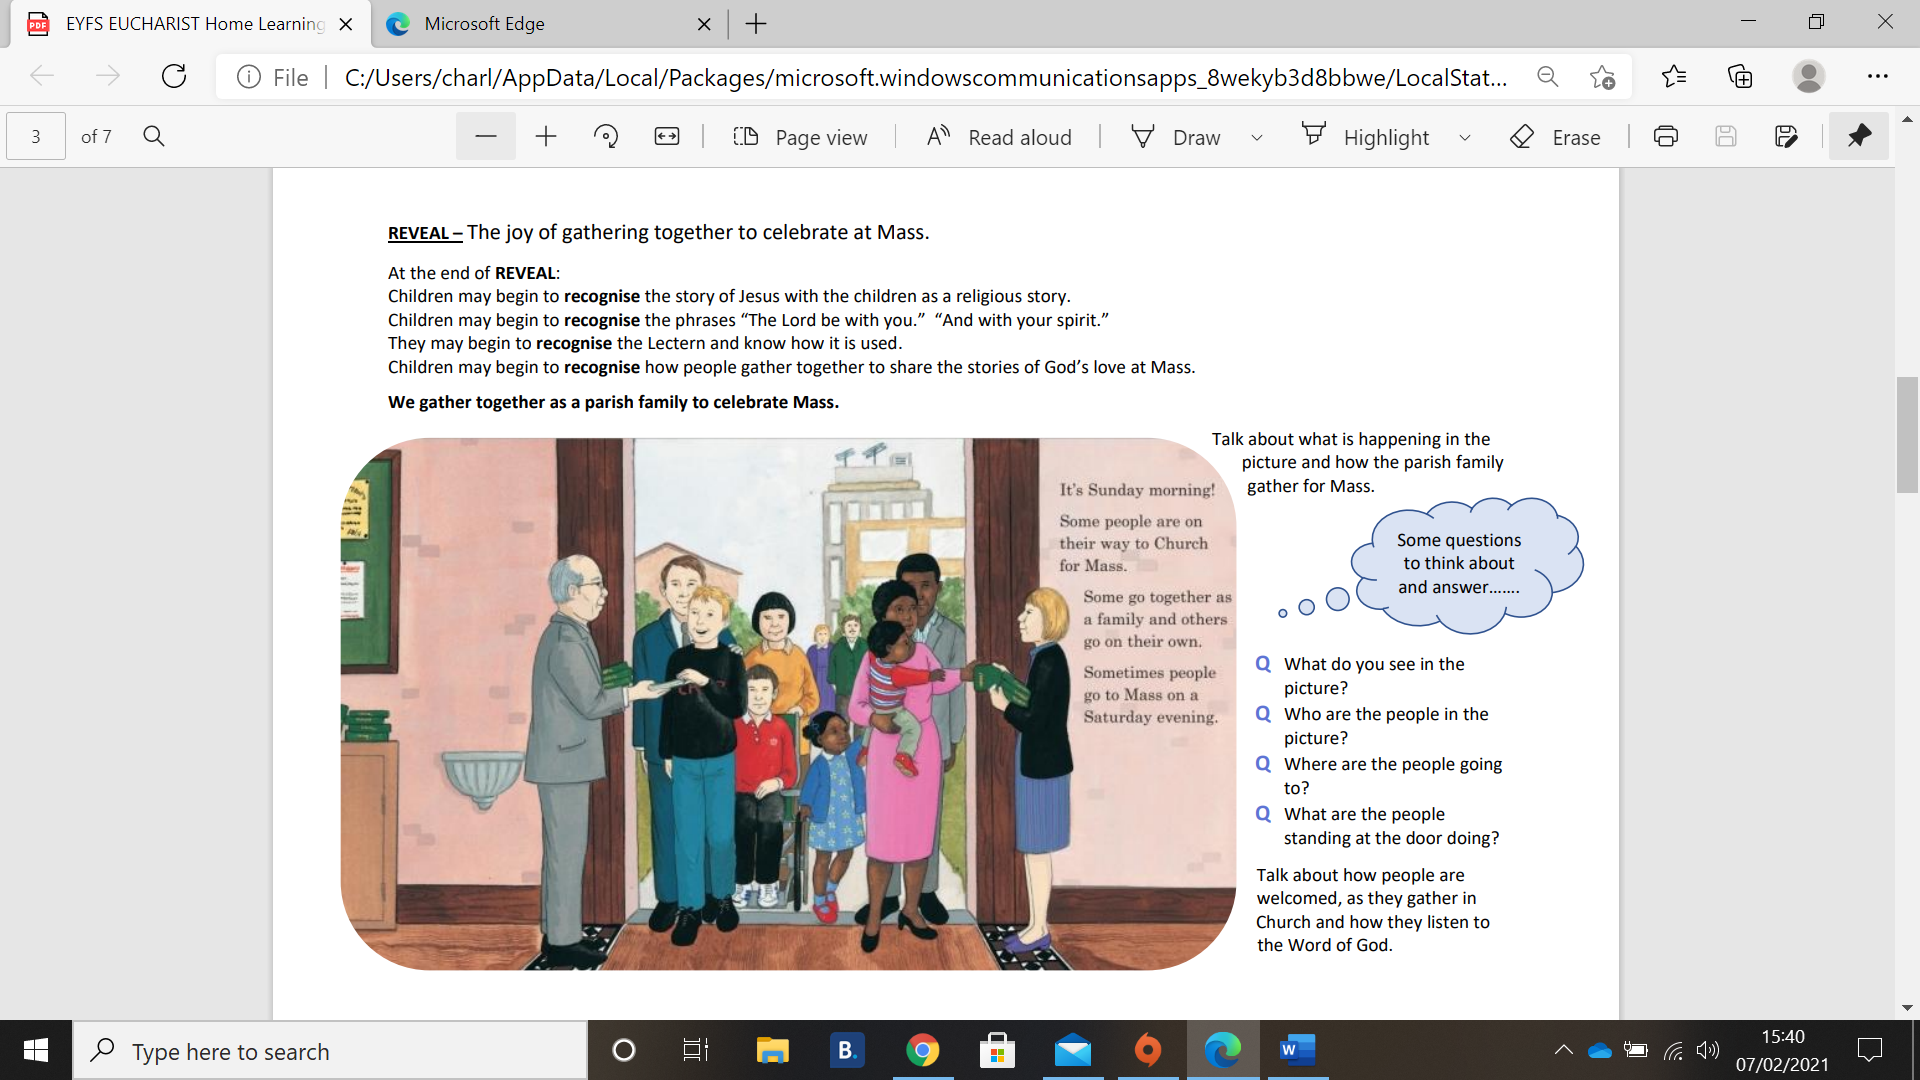 EYFS EUCHARIST Home Learning
Microsoft Edge
File
C:/Users/charl/AppData/Local/Packages/microsoft.windowscommunicationsapps_8wekyb3d8bbwe/LocalStat...
3 of 7
Page view
Read aloud
Draw
Highlight
Erase
REVEAL – The joy of gathering together to celebrate at Mass.
At the end of REVEAL:
Children may begin to recognise the story of Jesus with the children as a religious story.
Children may begin to recognise the phrases “The Lord be with you.” “And with your spirit.”
They may begin to recognise the Lectern and know how it is used.
Children may begin to recognise how people gather together to share the stories of God’s love at Mass.
We gather together as a parish family to celebrate Mass.
It’s Sunday morning!
Some people are on
their way to Church
for Mass.
Some go together as
a family and others
go on their own.
Sometimes people
go to Mass on a
Saturday evening.
Talk about what is happening in the
picture and how the parish family
gather for Mass.
Some questions
to think about
and answer…….
Q What do you see in the
picture?
Q Who are the people in the
picture?
Q Where are the people going
to?
Q What are the people
standing at the door doing?
Talk about how people are
welcomed, as they gather in
Church and how they listen to
the Word of God.
Type here to search
B.
W
15:40
07/02/2021